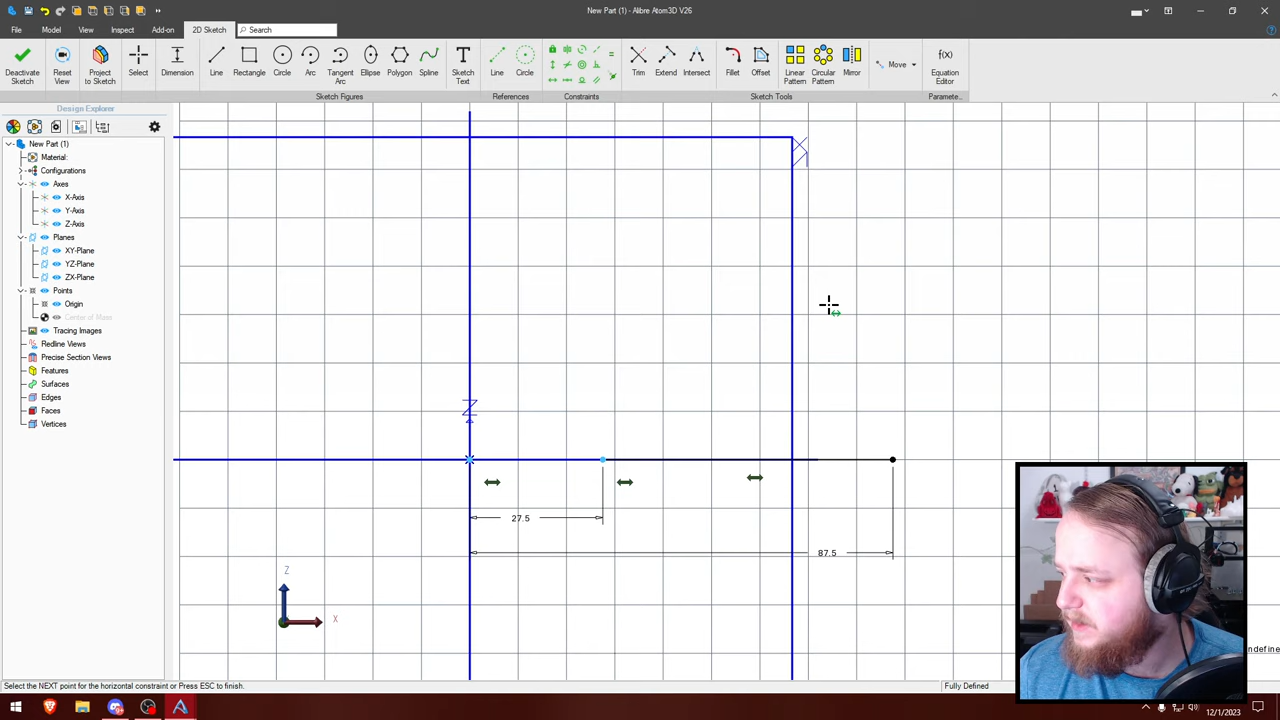 New Part (1) - Alibre Atom3D V26
File
Model
View
Inspect
Add-on
2D Sketch
Search
Deactivate
Sketch
Reset
View
Project
to Sketch
Select
Dimension
Line
Rectangle
Circle
Arc
Tangent
Arc
Ellipse
Polygon
Spline
Sketch
Text
Line
Circle
Trim
Extend
Intersect
Fillet
Offset
Linear
Pattern
Circular
Pattern
Mirror
Move
f(x)
Equation
Editor
Sketch Figures
References
Constraints
Sketch Tools
Paramete...
Design Explorer
New Part (1)
Material:
Configurations
Axes
X-Axis
Y-Axis
Z-Axis
Planes
XY-Plane
YZ-Plane
ZX-Plane
Points
Origin
Center of Mass
Tracing Images
Redline Views
Precise Section Views
Features
Surfaces
Edges
Faces
Vertices
X
Z
27.5
87.5
Z
X
Select the NEXT point for the horizontal constraint or Press ESC to finish.
Fully Defined
12/1/2023